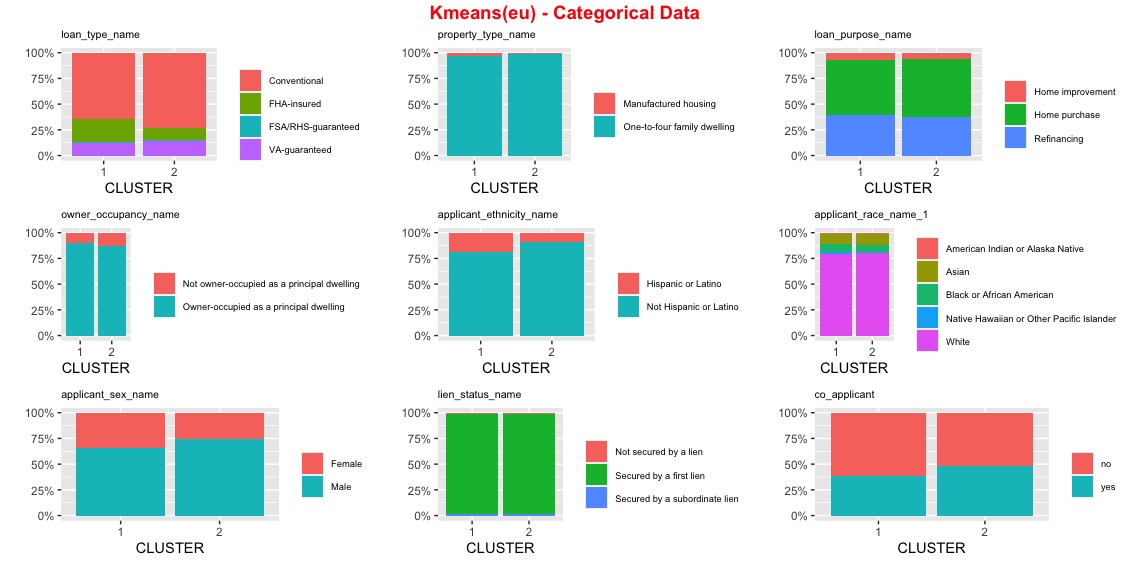 Kmeans(eu) - Categorical Data
loan_type_name
100%
75%
50%
25%
0%
1 2
CLUSTER
Conventional
FHA-insured
FSA/RHS-guaranteed
VA-guaranteed
property_type_name
100%
75%
50%
25%
0%
1 2
CLUSTER
Manufactured housing
One-to-four family dwelling
loan_purpose_name
100%
75%
50%
25%
0%
1 2
CLUSTER
Home improvement
Home purchase
Refinancing
owner_occupancy_name
100%
75%
50%
25%
0%
1 2
CLUSTER
Not owner-occupied as a principal dwelling
Owner-occupied as a principal dwelling
applicant_ethnicity_name
100%
75%
50%
25%
0%
1 2
CLUSTER
Hispanic or Latino
Not Hispanic or Latino
applicant_race_name_1
100%
75%
50%
25%
0%
1 2
CLUSTER
American Indian or Alaska Native
Asian
Black or African American
Native Hawaiian or Other Pacific Islander
White
applicant_sex_name
100%
75%
50%
25%
0%
1 2
CLUSTER
Female
Male
lien_status_name
100%
75%
50%
25%
0%
1 2
CLUSTER
Not secured by a lien
Secured by a first lien
Secured by a subordinate lien
co_applicant
100%
75%
50%
25%
0%
1 2
CLUSTER
no
yes